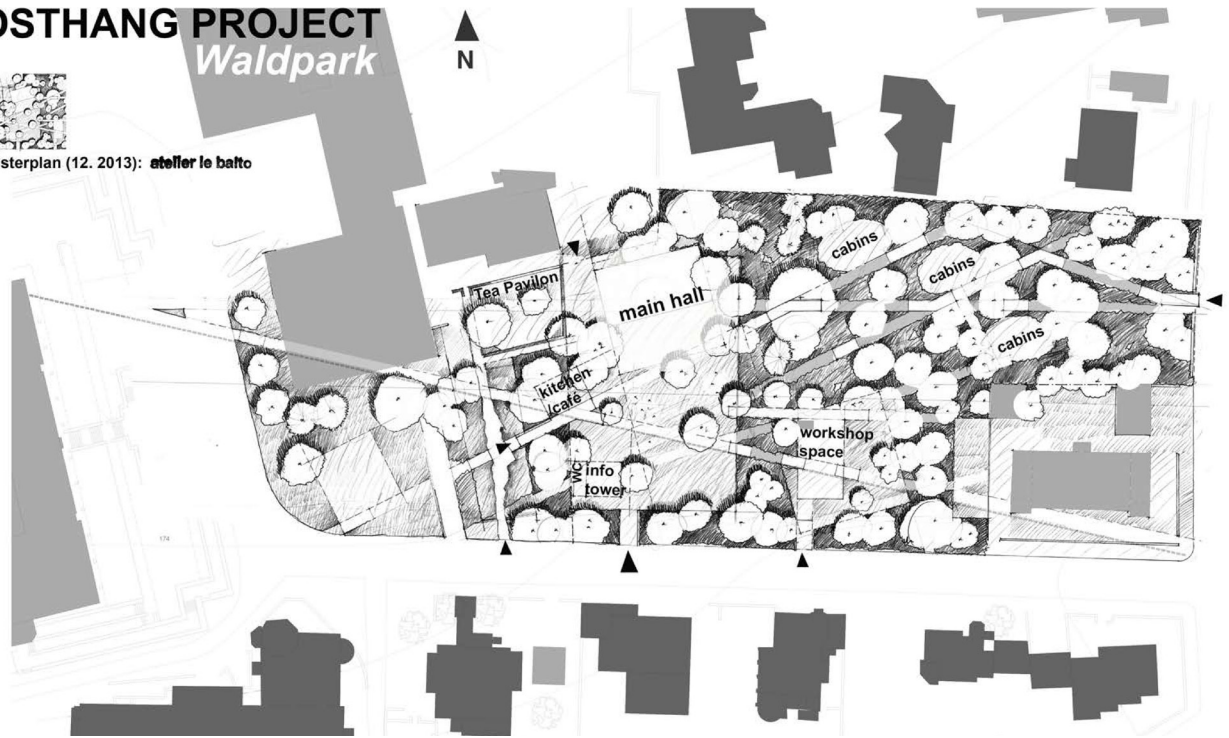 OSTHANG PROJECT
Waldpark
N
sterplan (12. 2013): atelier le balto
Tea Pavilon
main hall
cabins
cabins
cabins
kitchen
/café
workshop
space
WC
info
tower
174